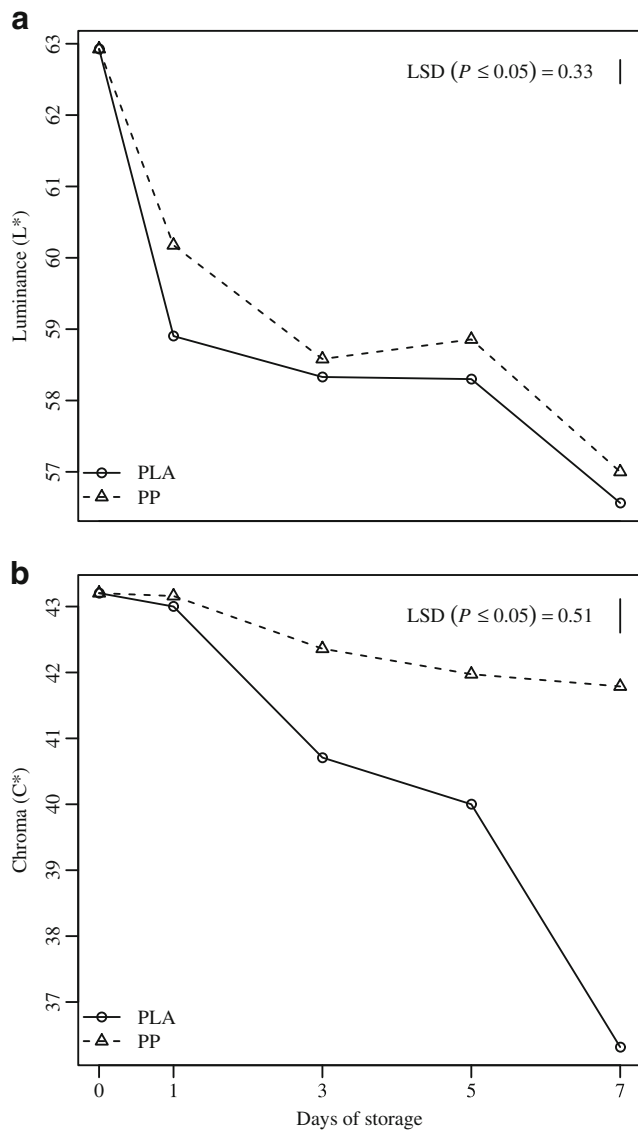 a
63
LSD (P ≤ 0.05) = 0.33
62
61
60
59
58
57
Luminance (L*)
PLA
PP
b
43
LSD (P ≤ 0.05) = 0.51
42
41
40
39
38
37
Chroma (C*)
PLA
PP
0 1 3 5 7
Days of storage